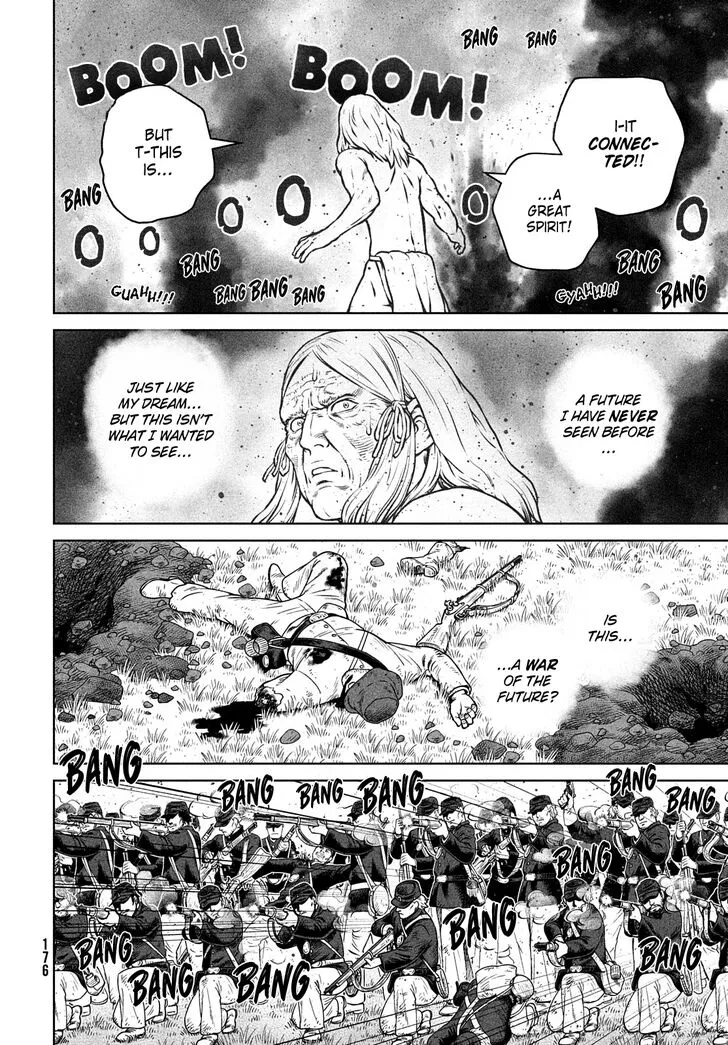 BANG
BANG
BOOM!
BOOM!
BANG
I-IT
CONNEC-
TED!!
...A
GREAT
SPIRIT!
BUT
T-THIS
IS...
BANG
BANG
BANG
BANG
BANG
BANG
BANG
BANG
GYAHH!!!
GUAHH!!!
A FUTURE
I HAVE NEVER
SEEN BEFORE
...
JUST LIKE
MY DREAM...
BUT THIS ISN'T
WHAT I WANTED
TO SEE...
IS
THIS...
...A WAR
OF THE
FUTURE?
BANG
BANG
BANG
BANG
BANG
BANG
BANG
BANG
BANG
BANG
BANG
176